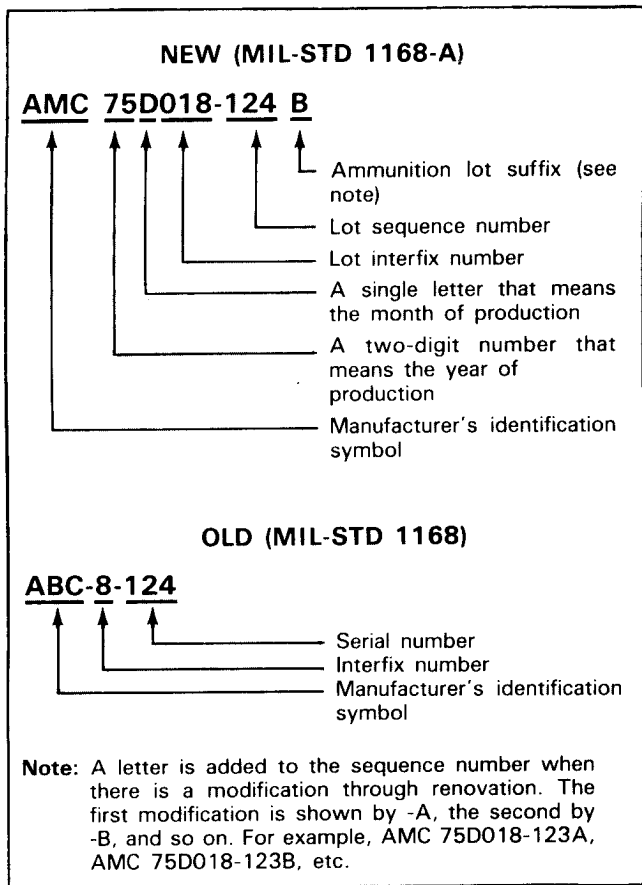 NEW (MIL-STD 1168-A)
AMC 75D018-124 B
Ammunition lot suffix (see
note)
Lot sequence number
Lot interfix number
A single letter that means
the month of production
A two-digit number that
means the year of
production
Manufacturer's identification
symbol
OLD (MIL-STD 1168)
ABC-8-124
Serial number
Interfix number
Manufacturer's identification
symbol
Note: A letter is added to the sequence number when
there is a modification through renovation. The
first modification is shown by -A, the second by
-B, and so on. For example, AMC 75D018-123A,
AMC 75D018-123B, etc.